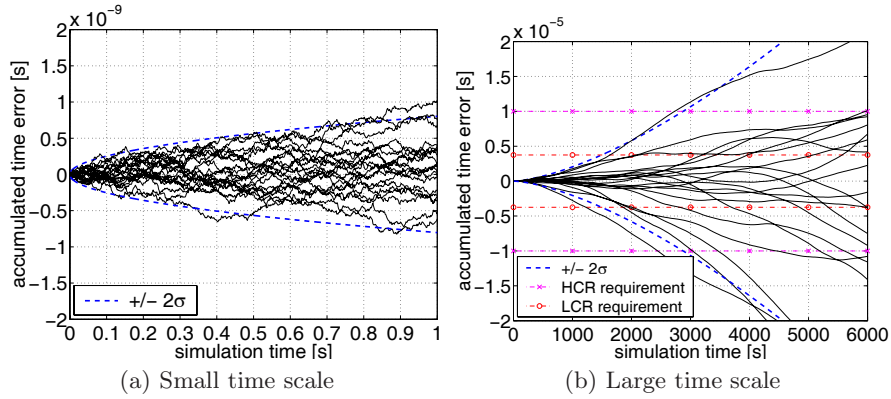 x 10⁻⁹
2
1.5
1
0.5
0
−0.5
−1
−1.5
−2
accumulated time error [s]
+/− 2σ
0 0.1 0.2 0.3 0.4 0.5 0.6 0.7 0.8 0.9 1
simulation time [s]
(a) Small time scale
x 10⁻⁵
2
1.5
1
0.5
0
−0.5
−1
−1.5
−2
accumulated time error [s]
+/− 2σ
HCR requirement
LCR requirement
0 1000 2000 3000 4000 5000 6000
simulation time [s]
(b) Large time scale